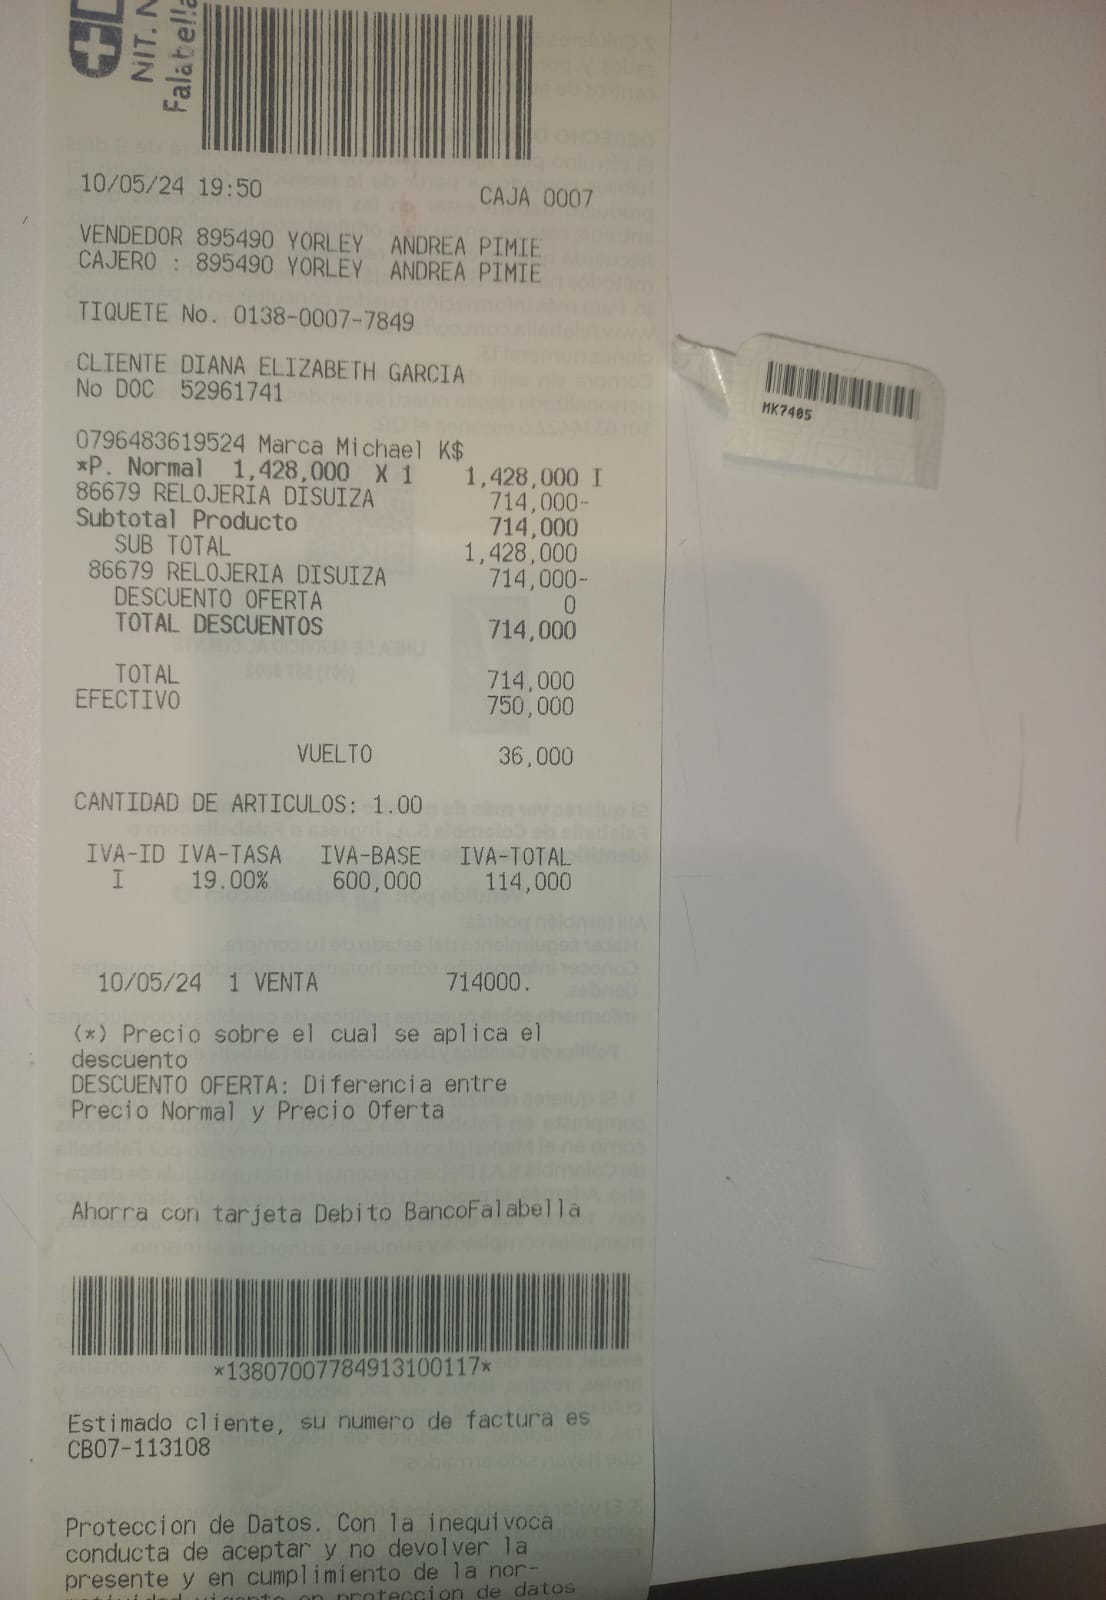 NIT. N
Falabella
10/05/24 19:50 CAJA 0007
VENDEDOR 895490 YORLEY ANDREA PIMIE
CAJERO : 895490 YORLEY ANDREA PIMIE
TIQUETE No. 0138-0007-7849
CLIENTE DIANA ELIZABETH GARCIA
No DOC 52961741
0796483619524 Marca Michael K$
*P. Normal 1,428,000 X 1 1,428,000 I
86679 RELOJERIA DISUIZA 714,000-
Subtotal Producto 714,000
SUB TOTAL 1,428,000
86679 RELOJERIA DISUIZA 714,000-
DESCUENTO OFERTA 0
TOTAL DESCUENTOS 714,000
TOTAL 714,000
EFECTIVO 750,000
VUELTO 36,000
CANTIDAD DE ARTICULOS: 1.00
IVA-ID IVA-TASA IVA-BASE IVA-TOTAL
I 19.00% 600,000 114,000
10/05/24 1 VENTA 714000.
(*) Precio sobre el cual se aplica el
descuento
DESCUENTO OFERTA: Diferencia entre
Precio Normal y Precio Oferta
Ahorra con tarjeta Debito BancoFalabella
*13807007784913100117*
Estimado cliente, su numero de factura es
CB07-113108
Proteccion de Datos. Con la inequivoca
conducta de aceptar y no devolver la
presente y en cumplimiento de la nor-
proteccion de datos
MK7405